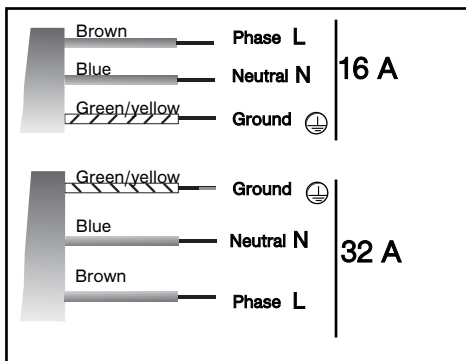 Brown Phase L
Blue Neutral N
16 A
Green/yellow Ground
Green/yellow Ground
Blue Neutral N
32 A
Brown Phase L